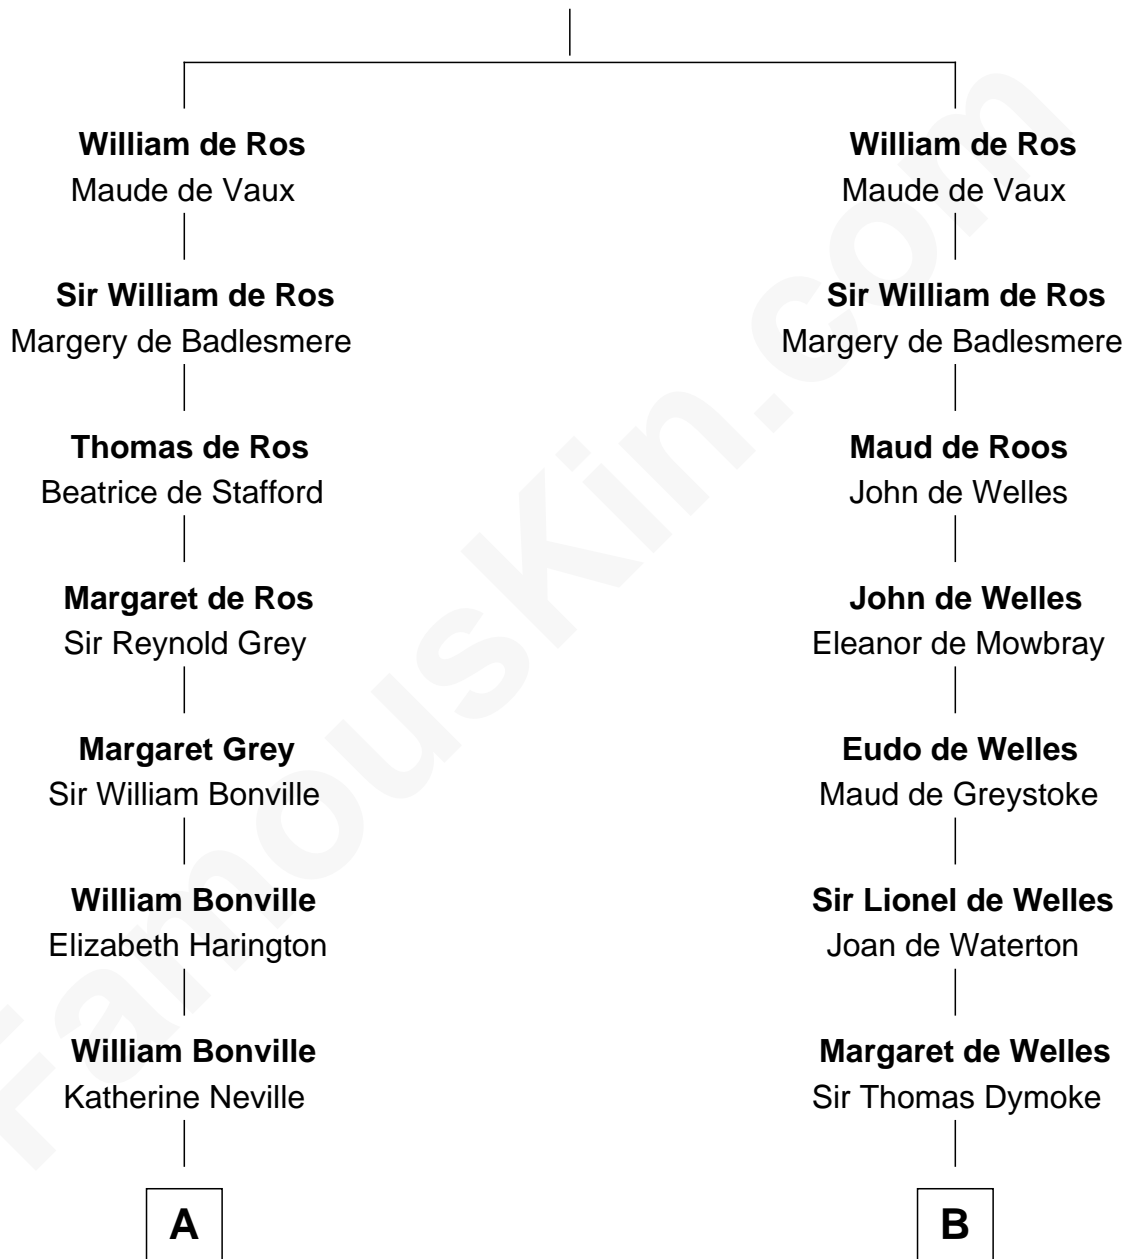 William de Ros
Maude de Vaux
Sir William de Ros
Margery de Badlesmere
Thomas de Ros
Beatrice de Stafford
Margaret de Ros
Sir Reynold Grey
Margaret Grey
Sir William Bonville
William Bonville
Elizabeth Harington
William Bonville
Katherine Neville
A
William de Ros
Maude de Vaux
Sir William de Ros
Margery de Badlesmere
Maud de Roos
John de Welles
John de Welles
Eleanor de Mowbray
Eudo de Welles
Maud de Greystoke
Sir Lionel de Welles
Joan de Waterton
Margaret de Welles
Sir Thomas Dymoke
B
FamousKin.com